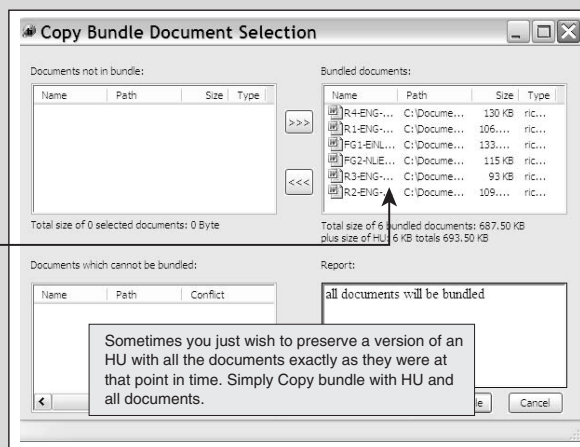 Copy Bundle Document Selection
Documents not in bundle:
Name Path Size Type
>>>
<<<
Total size of 0 selected documents: 0 Byte
Bundled documents:
Name Path Size Type
R4-ENG-... C:\Docume... 130 KB ric...
R1-ENG-... C:\Docume... 106.... ric...
FG1-EINL... C:\Docume... 133.... ric...
FG2-NLiE... C:\Docume... 115 KB ric...
R3-ENG-... C:\Docume... 93 KB ric...
R2-ENG-... C:\Docume... 109.... ric...
Total size of 6 bundled documents: 687.50 KB
plus size of HU: 6 KB totals 693.50 KB
Documents which cannot be bundled:
Name Path Conflict
Report:
all documents will be bundled
Sometimes you just wish to preserve a version of an
HU with all the documents exactly as they were at
that point in time. Simply Copy bundle with HU and
all documents.
Cancel